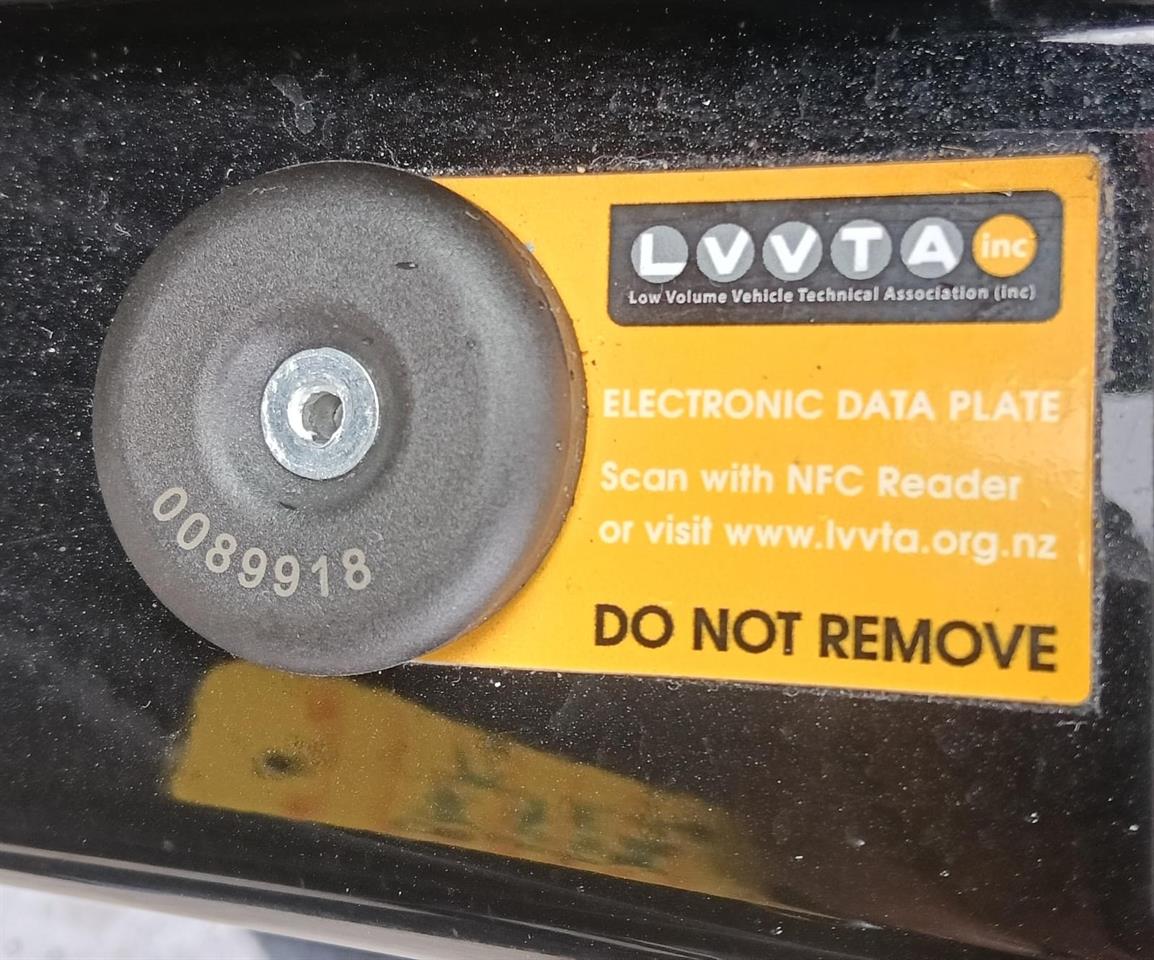 0089918
LVVTA inc
Low Volume Vehicle Technical Association (Inc)
ELECTRONIC DATA PLATE
Scan with NFC Reader
or visit www.lvvta.org.nz
DO NOT REMOVE